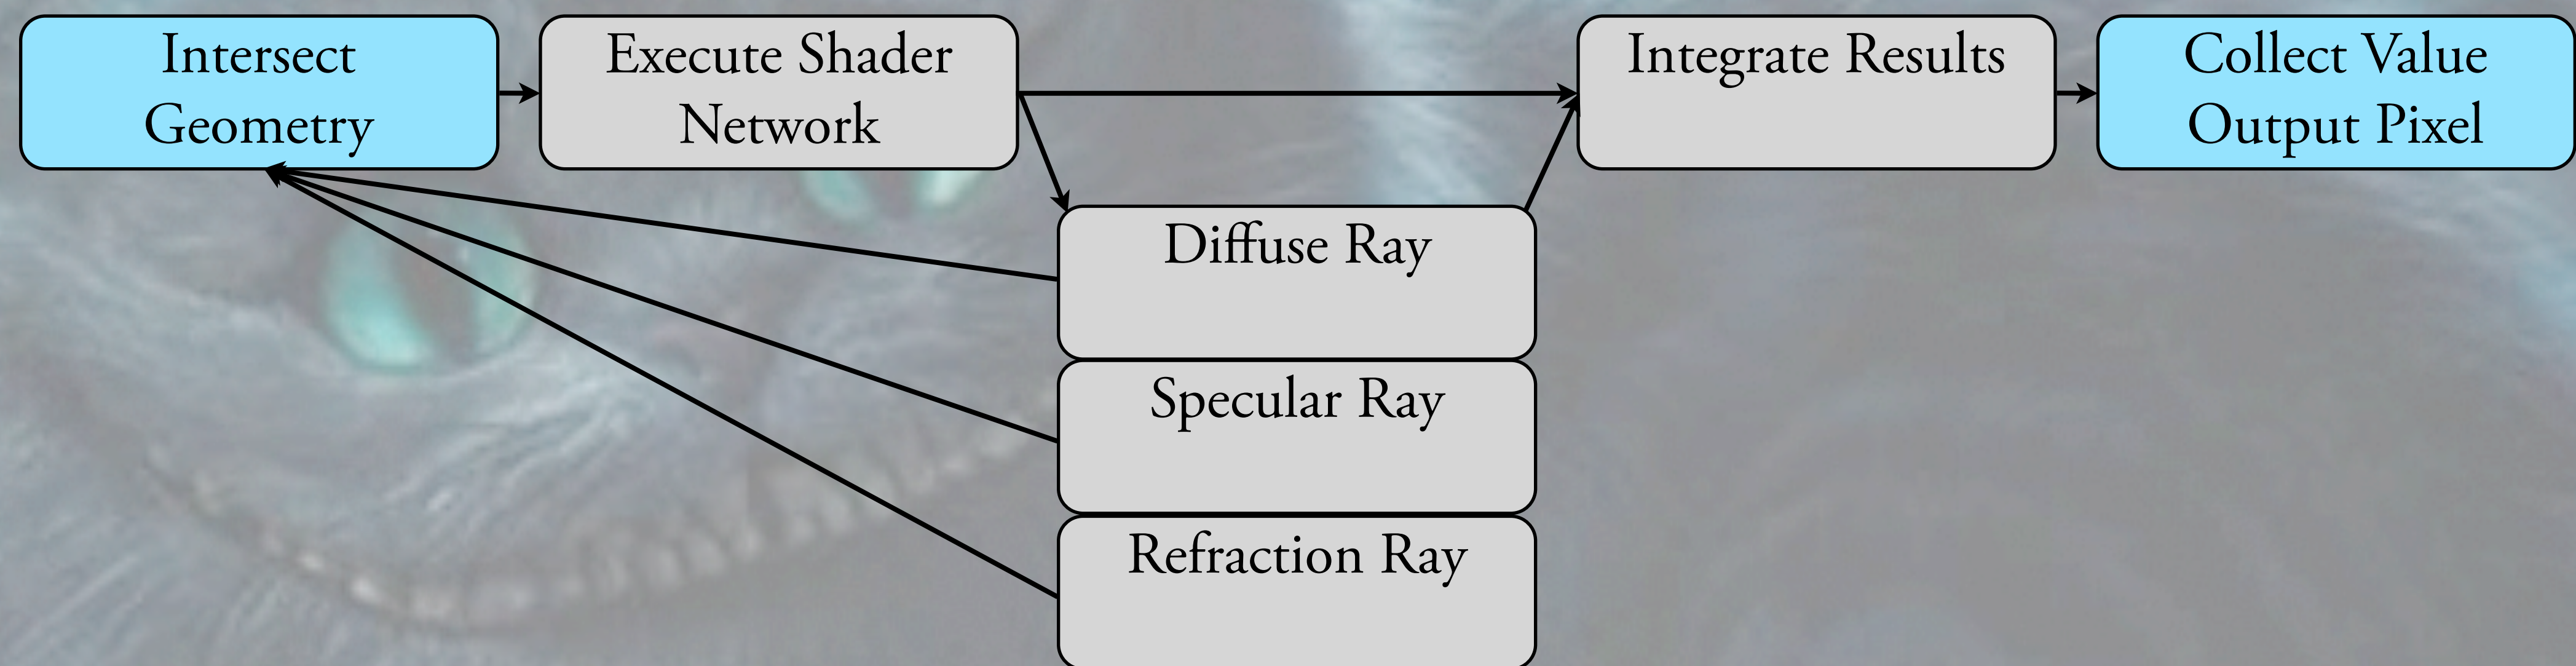 Intersect
Geometry
Execute Shader
Network
Integrate Results
Collect Value
Output Pixel
Diffuse Ray
Specular Ray
Refraction Ray